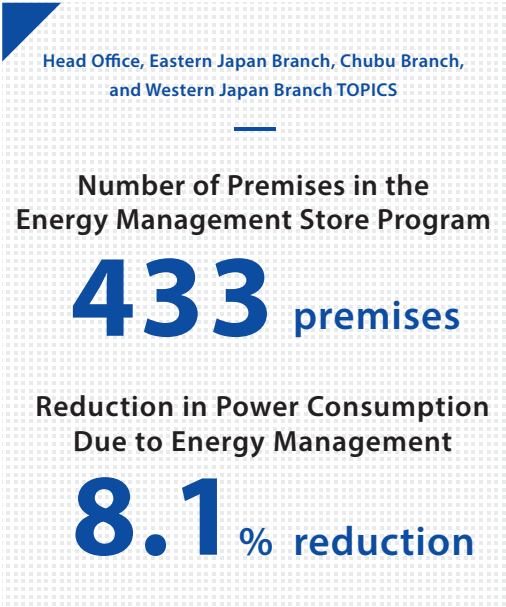 Head Office, Eastern Japan Branch, Chubu Branch,
and Western Japan Branch TOPICS
Number of Premises in the
Energy Management Store Program
433 premises
Reduction in Power Consumption
Due to Energy Management
8.1% reduction